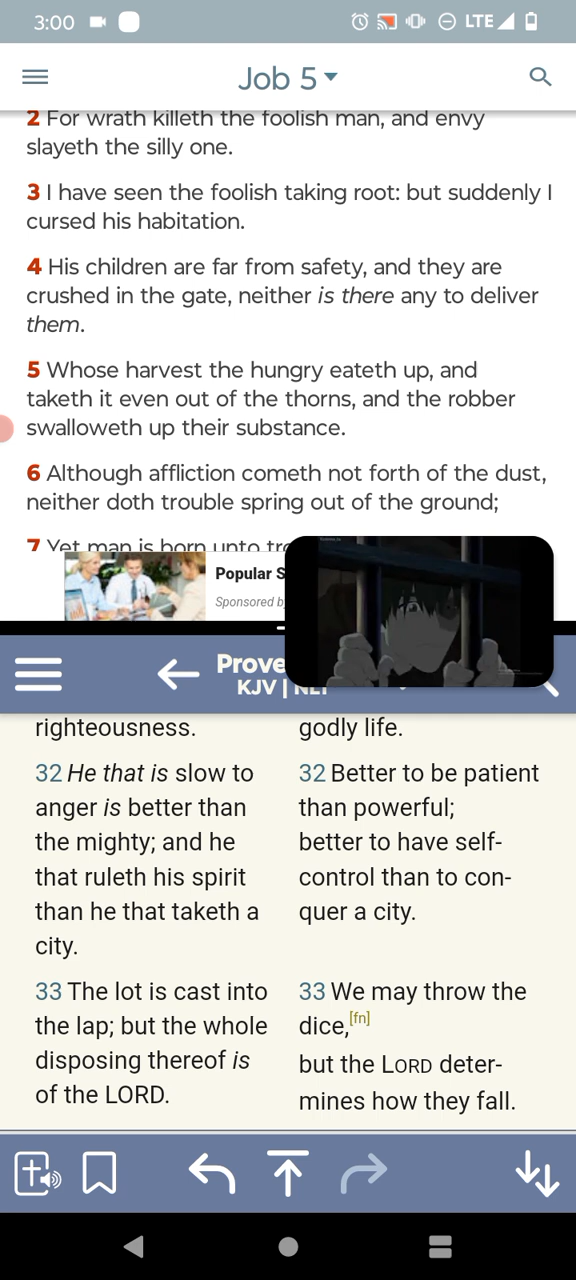 3:00 LTE
Job 5
2 For wrath killeth the foolish man, and envy
slayeth the silly one.
3 I have seen the foolish taking root: but suddenly I
cursed his habitation.
4 His children are far from safety, and they are
crushed in the gate, neither is there any to deliver
them.
5 Whose harvest the hungry eateth up, and
taketh it even out of the thorns, and the robber
swalloweth up their substance.
6 Although affliction cometh not forth of the dust,
neither doth trouble spring out of the ground;
7 Yet man is born unto
Popular
Sponsored
KJV | NLT
righteousness.
32 He that is slow to
anger is better than
the mighty; and he
that ruleth his spirit
than he that taketh a
city.
33 The lot is cast into
the lap; but the whole
disposing thereof is
of the LORD.
godly life.
32 Better to be patient
than powerful;
better to have self-
control than to con-
quer a city.
33 We may throw the
dice,[fn]
but the LORD deter-
mines how they fall.